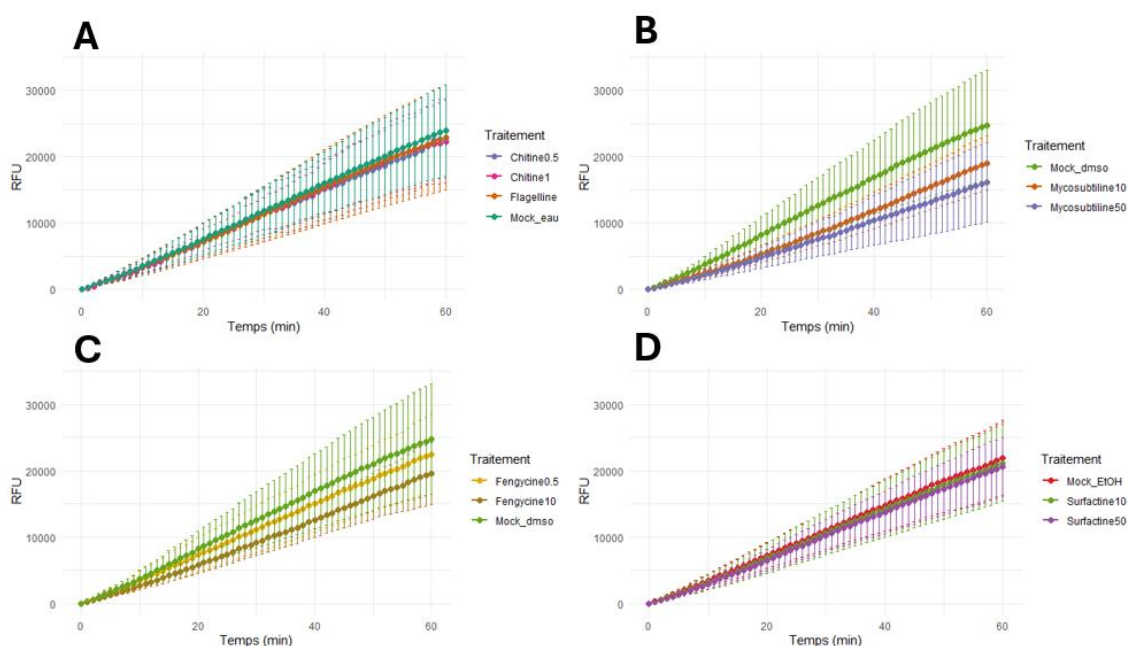 A
RFU
30000
20000
10000
0
0 20 40 60
Temps (min)
Traitement
Chitine0.5
Chitine1
Flagelline
Mock_eau
B
RFU
30000
20000
10000
0
0 20 40 60
Temps (min)
Traitement
Mock_dmso
Mycosubtiline10
Mycosubtiline50
C
RFU
30000
20000
10000
0
0 20 40 60
Temps (min)
Traitement
Fengycine0.5
Fengycine10
Mock_dmso
D
RFU
30000
20000
10000
0
0 20 40 60
Temps (min)
Traitement
Mock_EtOH
Surfactine10
Surfactine50